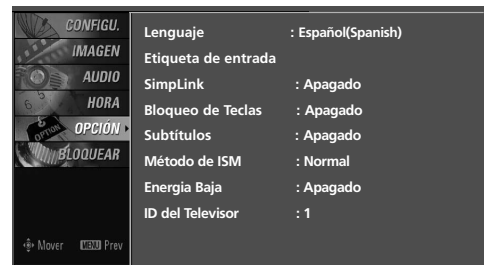 CONFIGU.
IMAGEN
AUDIO
HORA
OPCIÓN
BLOQUEAR
Mover MENU Prev
Lenguaje : Español(Spanish)
Etiqueta de entrada
SimpLink : Apagado
Bloqueo de Teclas : Apagado
Subtítulos : Apagado
Método de ISM : Normal
Energia Baja : Apagado
ID del Televisor : 1